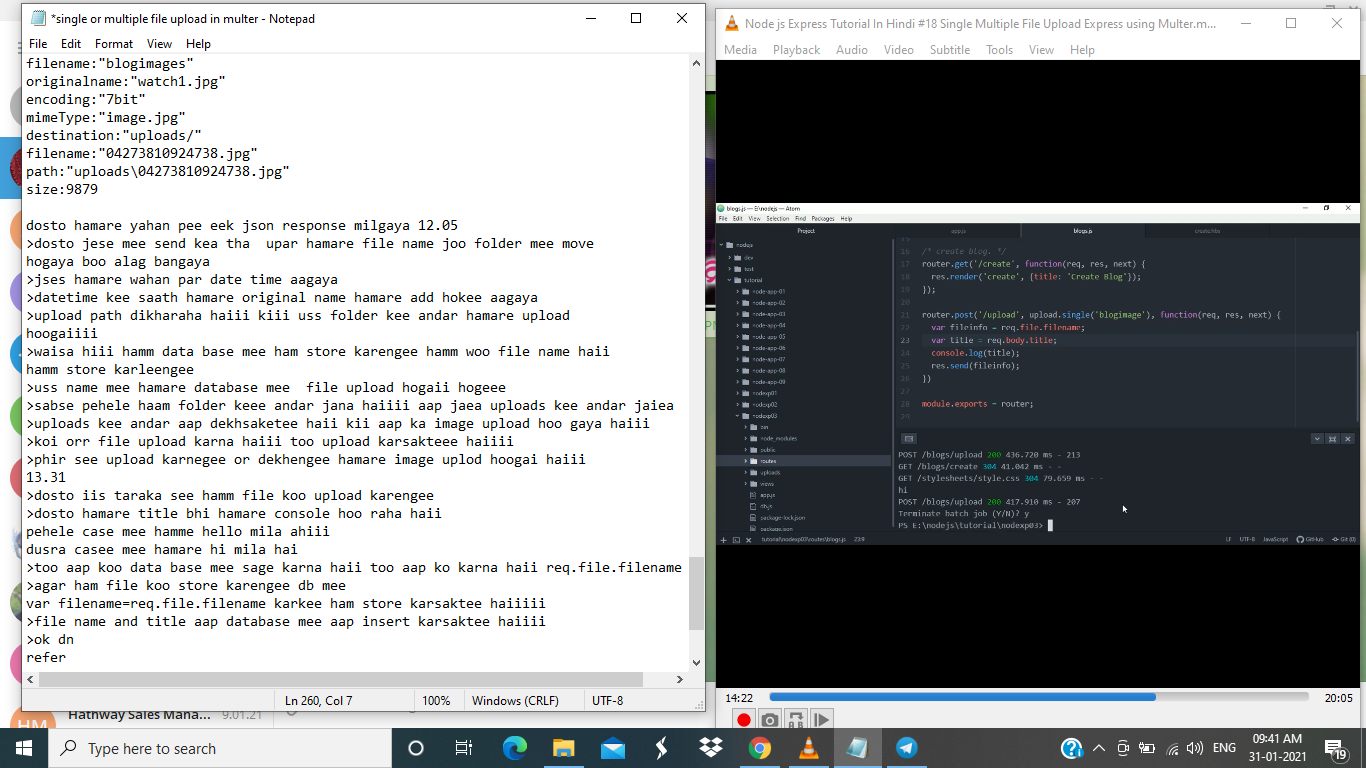 *single or multiple file upload in multer - Notepad
File Edit Format View Help
filename:"blogimages"
originalname:"watch1.jpg"
encoding:"7bit"
mimeType:"image.jpg"
destination:"uploads/"
filename:"04273810924738.jpg"
path:"uploads\04273810924738.jpg"
size:9879
dosto hamare yahan pee eek json response milgaya 12.05
>dosto jese mee send kea tha  upar hamare file name joo folder mee move
hogaya boo alag bangaya
>jses hamare wahan par date time aagaya
>datetime kee saath hamare original name hamare add hokee aagaya
>upload path dikharaha haiii kiii uss folder kee andar hamare upload
hoogaiiii
>waisa hiii hamm data base mee ham store karengee hamm woo file name haii
hamm store karleengee
>uss name mee hamare database mee  file upload hogaii hogeee
>sabse pehele haam folder keee andar jana haiiii aap jaea uploads kee andar jaiea
>uploads kee andar aap dekhsaketee haii kii aap ka image upload hoo gaya haiii
>koi orr file upload karna haiii too upload karsakteee haiiii
>phir see upload karnegee or dekhengee hamare image uplod hoogai haiii
13.31
>dosto iis taraka see hamm file koo upload karengee
>dosto hamare title bhi hamare console hoo raha haii
pehele case mee hamme hello mila ahiii
dusra casee mee hamare hi mila hai
>too aap koo data base mee sage karna haii too aap ko karna haii req.file.filename
>agar ham file koo store karengee db mee
var filename=req.file.filename karkee ham store karsaktee haiiiii
>file name and title aap database mee aap insert karsaktee haiiii
>ok dn
refer
Ln 260, Col 7 100% Windows (CRLF) UTF-8
Hathway Sales Mana... 9.01.21
HM
Node js Express Tutorial In Hindi #18 Single Multiple File Upload Express using Multer.m...
Media Playback Audio Video Subtitle Tools View Help
blogs.js — E:\nodejs — Atom
File Edit View Selection Find Packages Help
Project app.js blogs.js create.hbs
nodejs
dev
test
tutorial
node-app-01
node-app-02
node-app-03
node-app-04
node-app-05
node-app-06
node-app-07
node-app-08
node-app-09
nodexp01
nodexp02
nodexp03
bin
node_modules
public
routes
uploads
views
app.js
db.js
package-lock.json
package.json
15
16 /* create blog. */
17 router.get('/create', function(req, res, next) {
18 res.render('create', {title: 'Create Blog'});
19 });
20
21 router.post('/upload', upload.single('blogimage'), function(req, res, next) {
22 var fileinfo = req.file.filename;
23 var title = req.body.title;
24 console.log(title);
25 res.send(fileinfo);
26 })
27
28 module.exports = router;
29
POST /blogs/upload 200 436.720 ms - 213
GET /blogs/create 304 41.042 ms - -
GET /stylesheets/style.css 304 79.659 ms - -
hi
POST /blogs/upload 200 417.910 ms - 207
Terminate batch job (Y/N)? y
PS E:\nodejs\tutorial\nodexp03>
tutorial\nodexp03\routes\blogs.js 23:9 LF UTF-8 JavaScript GitHub Git (0)
14:22 20:05
Type here to search
ENG
09:41 AM
31-01-2021
19